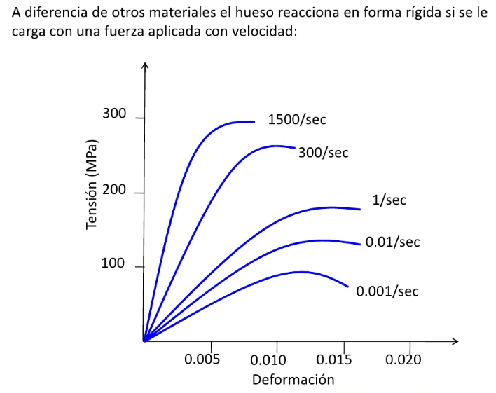 A diferencia de otros materiales el hueso reacciona en forma rígida si se le
carga con una fuerza aplicada con velocidad:
300
1500/sec
300/sec
Tensión (MPa)
200
1/sec
0.01/sec
100
0.001/sec
0.005
0.010
0.015
0.020
Deformación